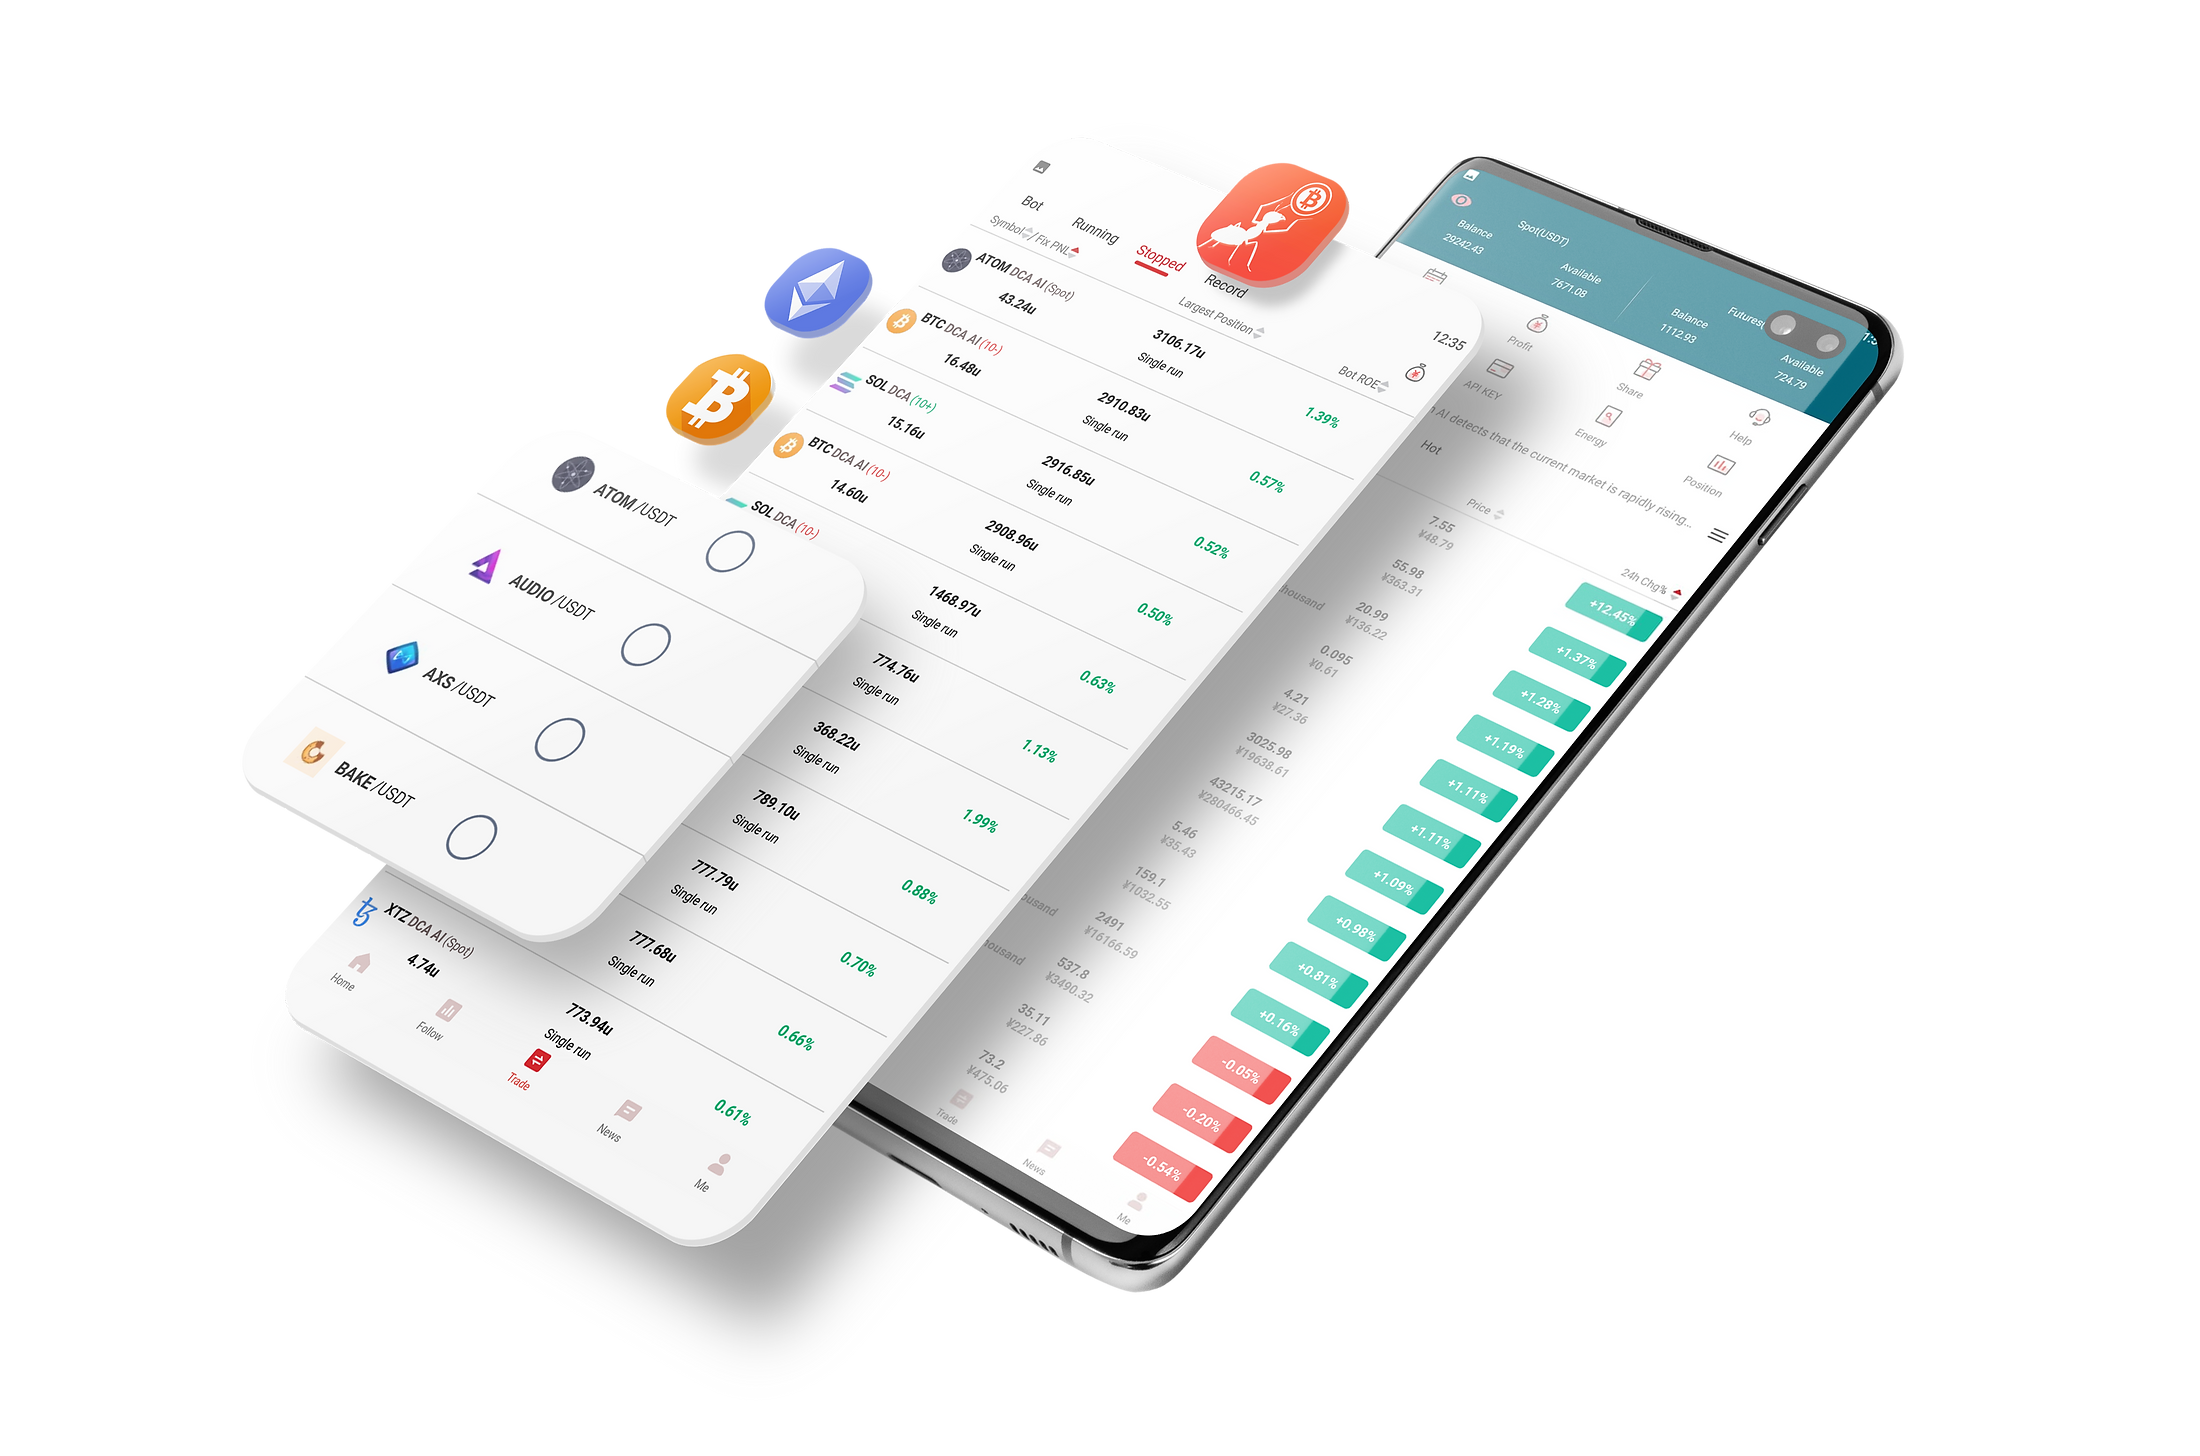 Bot
Running
Stopped
Record
Symbol / Fix PNL
Largest Position
12:35
Bot ROE
ATOM DCA AI (Spot)
43.24u
3106.17u
Single run
1.39%
BTC DCA AI (10-)
16.48u
2910.83u
Single run
0.57%
SOL DCA (10+)
15.16u
2916.85u
Single run
0.52%
BTC DCA AI (10-)
14.60u
2908.96u
Single run
0.50%
SOL DCA (10-)
1468.97u
Single run
0.63%
774.76u
Single run
1.13%
368.22u
Single run
1.99%
789.10u
Single run
0.88%
777.79u
Single run
0.70%
777.68u
Single run
0.66%
XTZ DCA AI (Spot)
4.74u
773.94u
Single run
0.61%
Home
Follow
Trade
News
Me
ATOM /USDT
AUDIO /USDT
AXS /USDT
BAKE /USDT
Spot(USDT)
Balance
29242.43
Available
7671.08
Futures
Balance
1112.93
Available
724.79
Profit
Share
Help
API KEY
Energy
Position
AI detects that the current market is rapidly rising...
Hot
Price
24h Chg%
7.55
¥48.79
+12.45%
55.98
¥363.31
+1.37%
20.99
¥136.22
+1.28%
0.095
¥0.61
+1.19%
4.21
¥27.36
+1.11%
3025.98
¥19638.61
+1.11%
43215.17
¥280466.45
+1.09%
5.46
¥35.43
+0.98%
159.1
¥1032.55
+0.81%
2491
¥16166.59
+0.16%
537.8
¥3490.32
-0.05%
35.11
¥227.86
-0.20%
73.2
¥475.06
-0.54%
Trade
News
Me